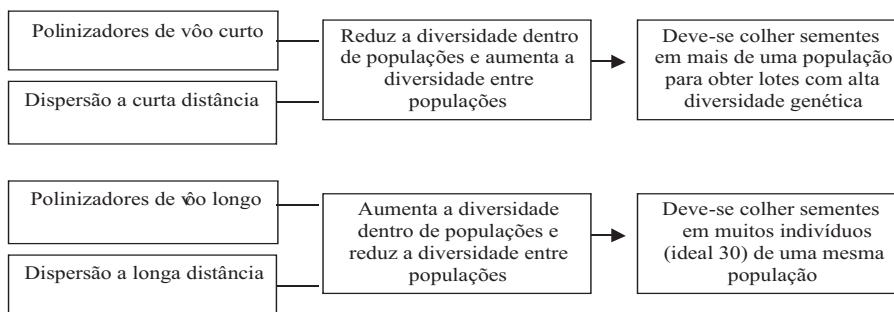 Polinizadores de vôo curto
Dispersão a curta distância
Reduz a diversidade dentro
de populações e aumenta a
diversidade entre
populações
Deve-se colher sementes
em mais de uma população
para obter lotes com alta
diversidade genética
Polinizadores de vôo longo
Dispersão a longa distância
Aumenta a diversidade
dentro de populações e
reduz a diversidade entre
populações
Deve-se colher sementes
em muitos indivíduos
(ideal 30) de uma mesma
população